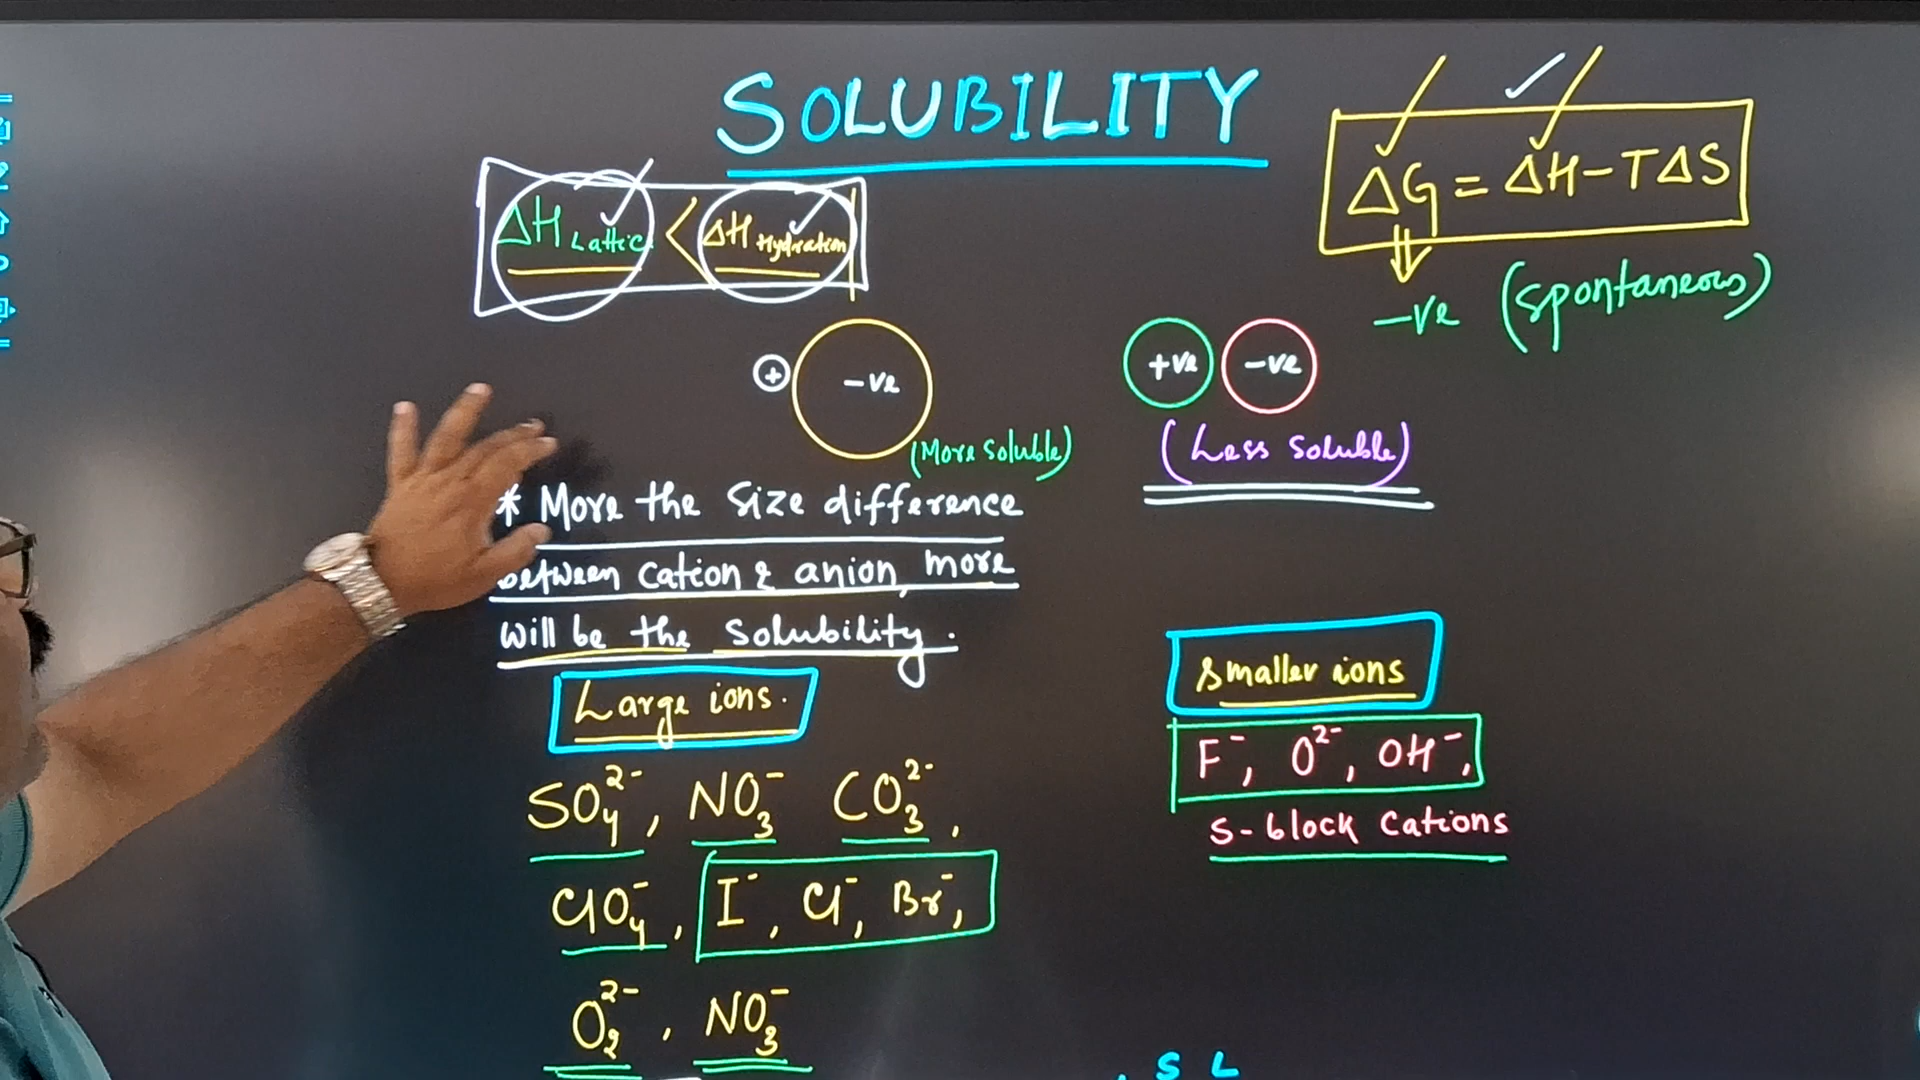 SOLUBILITY
ΔG = ΔH - TΔS
ΔH Lattic < ΔH Hydration
-ve (spontaneous)
+ -ve
+ve -ve
(More soluble)
(Less soluble)
* More the size difference
between cation & anion, more
will be the solubility.
Large ions.
Smaller ions
F⁻, O²⁻, OH⁻,
SO₄²⁻, NO₃⁻ CO₃²⁻,
S-block cations
ClO₄⁻, I⁻, Cl⁻, Br⁻,
O₂²⁻, NO₃⁻
S L